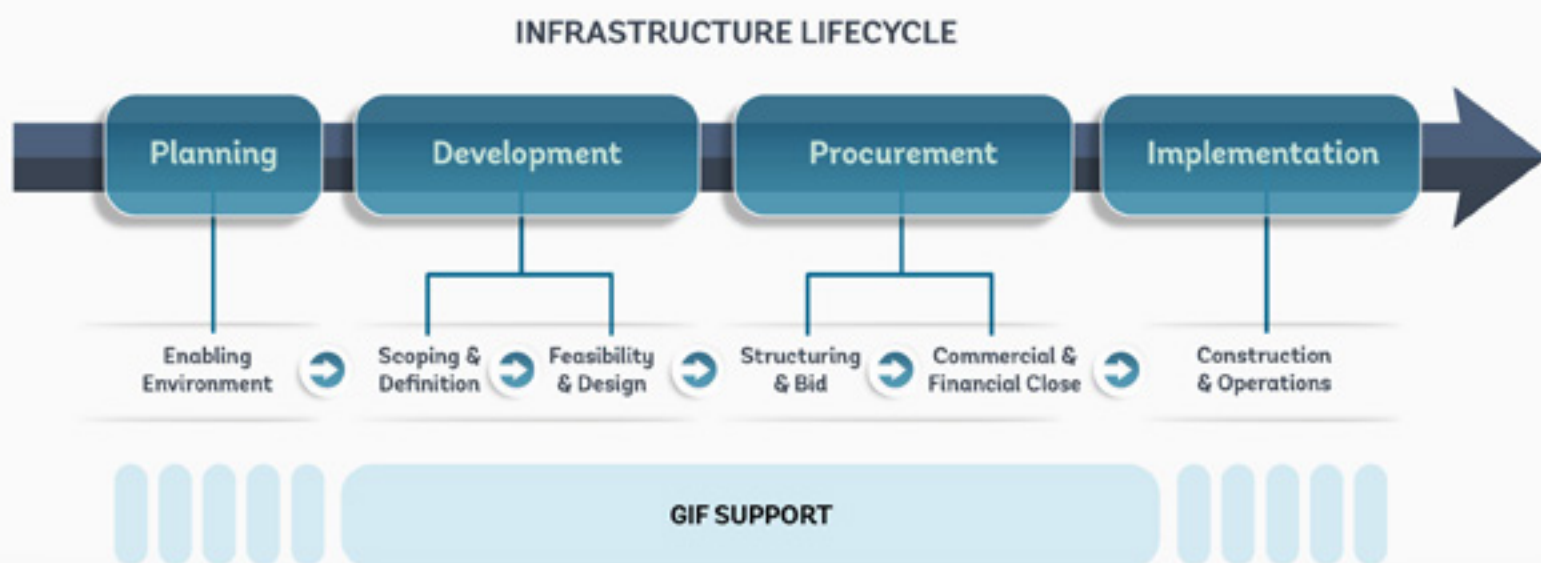 INFRASTRUCTURE LIFECYCLE
Planning
Development
Procurement
Implementation
Enabling
Environment
Scoping &
Definition
Feasibility
& Design
Structuring
& Bid
Commercial &
Financial Close
Construction
& Operations
GIF SUPPORT